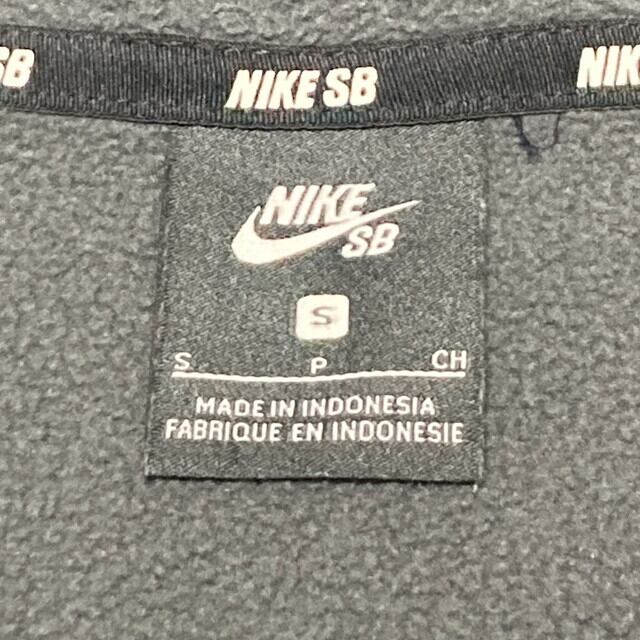 SB NIKE SB NIK
NIKE
SB
S
S P CH
MADE IN INDONESIA
FABRIQUE EN INDONESIE